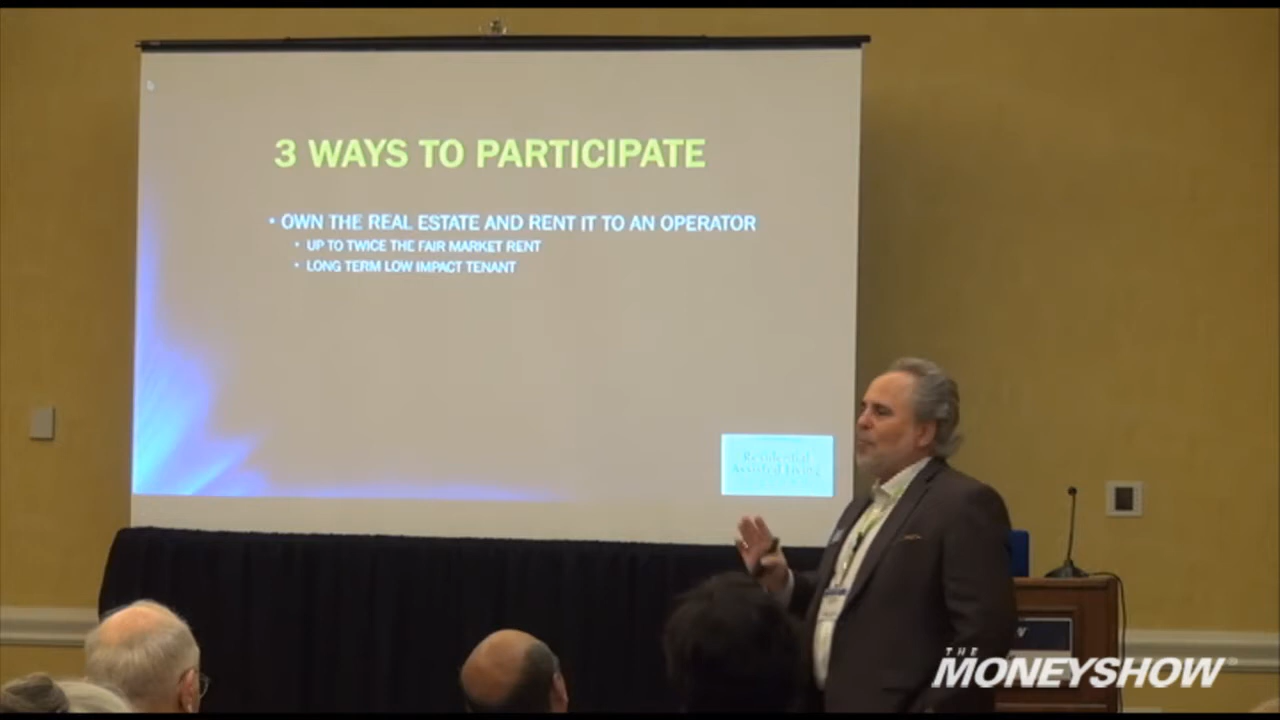 3 WAYS TO PARTICIPATE
• OWN THE REAL ESTATE AND RENT IT TO AN OPERATOR
• UP TO TWICE THE FAIR MARKET RENT
• LONG TERM LOW IMPACT TENANT
Residential
Assisted Living
THE
MONEYSHOW®